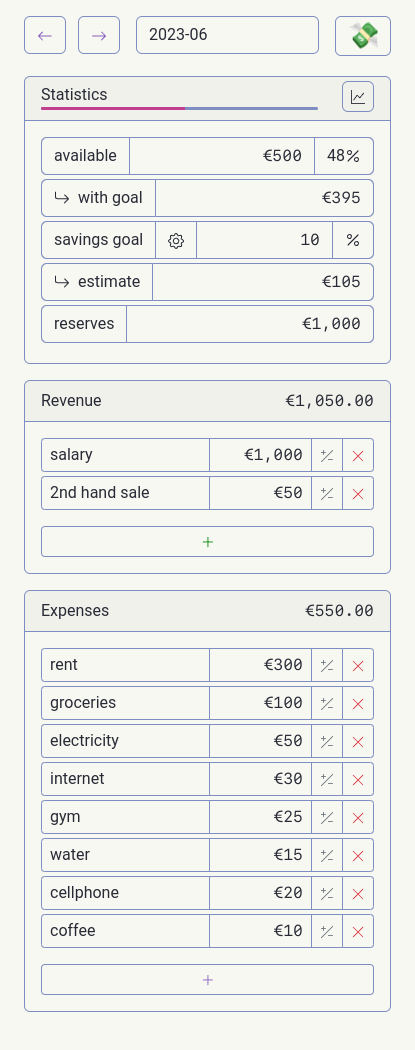 2023-06
Statistics
available €500 48%
with goal €395
savings goal 10 %
estimate €105
reserves €1,000
Revenue €1,050.00
salary €1,000
2nd hand sale €50
+
Expenses €550.00
rent €300
groceries €100
electricity €50
internet €30
gym €25
water €15
cellphone €20
coffee €10
+